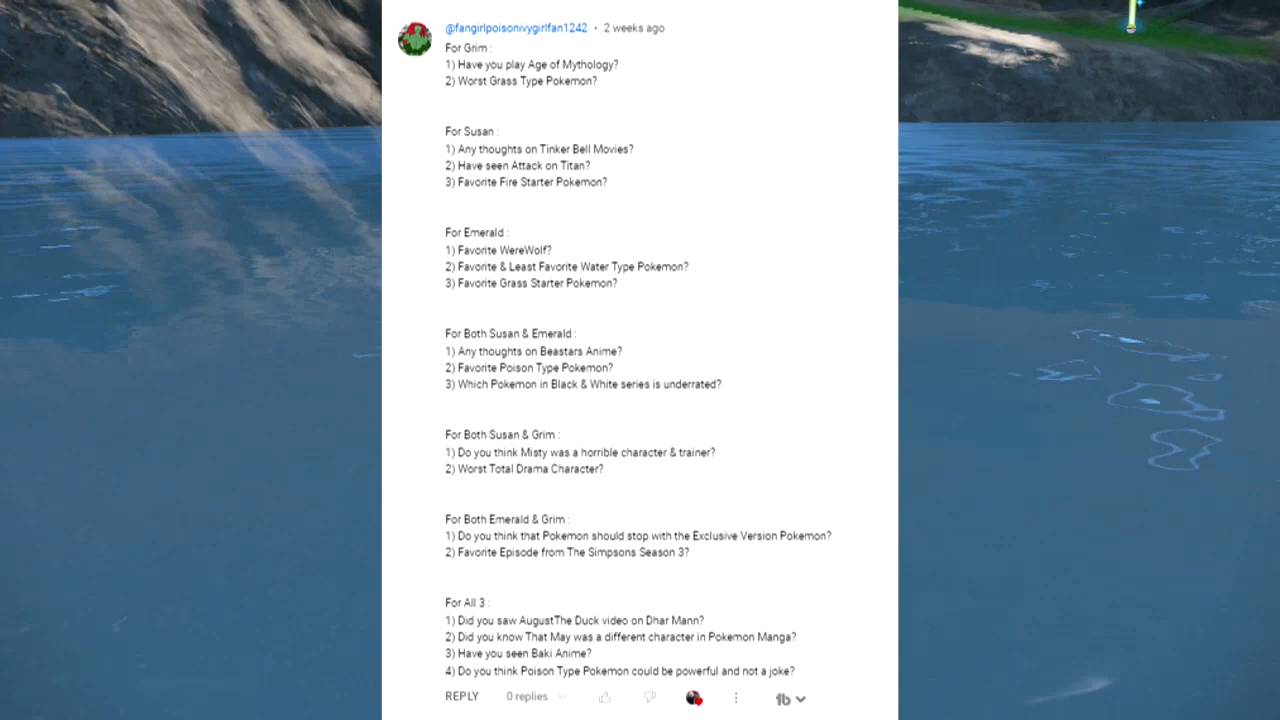 @fangirlpoisonivygirlfan1242 • 2 weeks ago
For Grim :
1) Have you play Age of Mythology?
2) Worst Grass Type Pokemon?
For Susan :
1) Any thoughts on Tinker Bell Movies?
2) Have seen Attack on Titan?
3) Favorite Fire Starter Pokemon?
For Emerald :
1) Favorite WereWolf?
2) Favorite & Least Favorite Water Type Pokemon?
3) Favorite Grass Starter Pokemon?
For Both Susan & Emerald :
1) Any thoughts on Beastars Anime?
2) Favorite Poison Type Pokemon?
3) Which Pokemon in Black & White series is underrated?
For Both Susan & Grim :
1) Do you think Misty was a horrible character & trainer?
2) Worst Total Drama Character?
For Both Emerald & Grim :
1) Do you think that Pokemon should stop with the Exclusive Version Pokemon?
2) Favorite Episode from The Simpsons Season 3?
For All 3 :
1) Did you saw AugustThe Duck video on Dhar Mann?
2) Did you know That May was a different character in Pokemon Manga?
3) Have you seen Baki Anime?
4) Do you think Poison Type Pokemon could be powerful and not a joke?
REPLY 0 replies